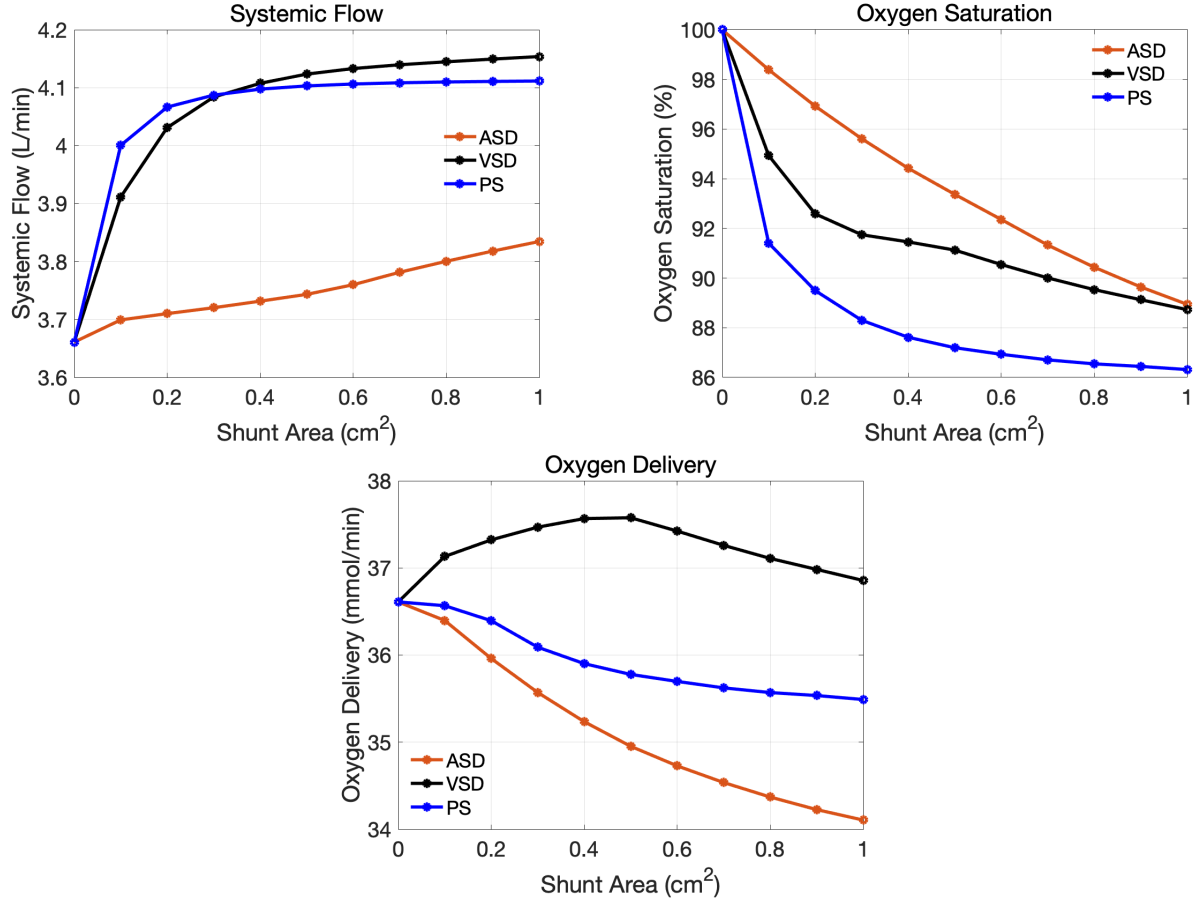 Systemic Flow
Systemic Flow (L/min)
4.2
4.1
4
3.9
3.8
3.7
3.6
ASD
VSD
PS
0 0.2 0.4 0.6 0.8 1
Shunt Area (cm²)
Oxygen Saturation
Oxygen Saturation (%)
100
98
96
94
92
90
88
86
ASD
VSD
PS
0 0.2 0.4 0.6 0.8 1
Shunt Area (cm²)
Oxygen Delivery
Oxygen Delivery (mmol/min)
38
37
36
35
34
ASD
VSD
PS
0 0.2 0.4 0.6 0.8 1
Shunt Area (cm²)